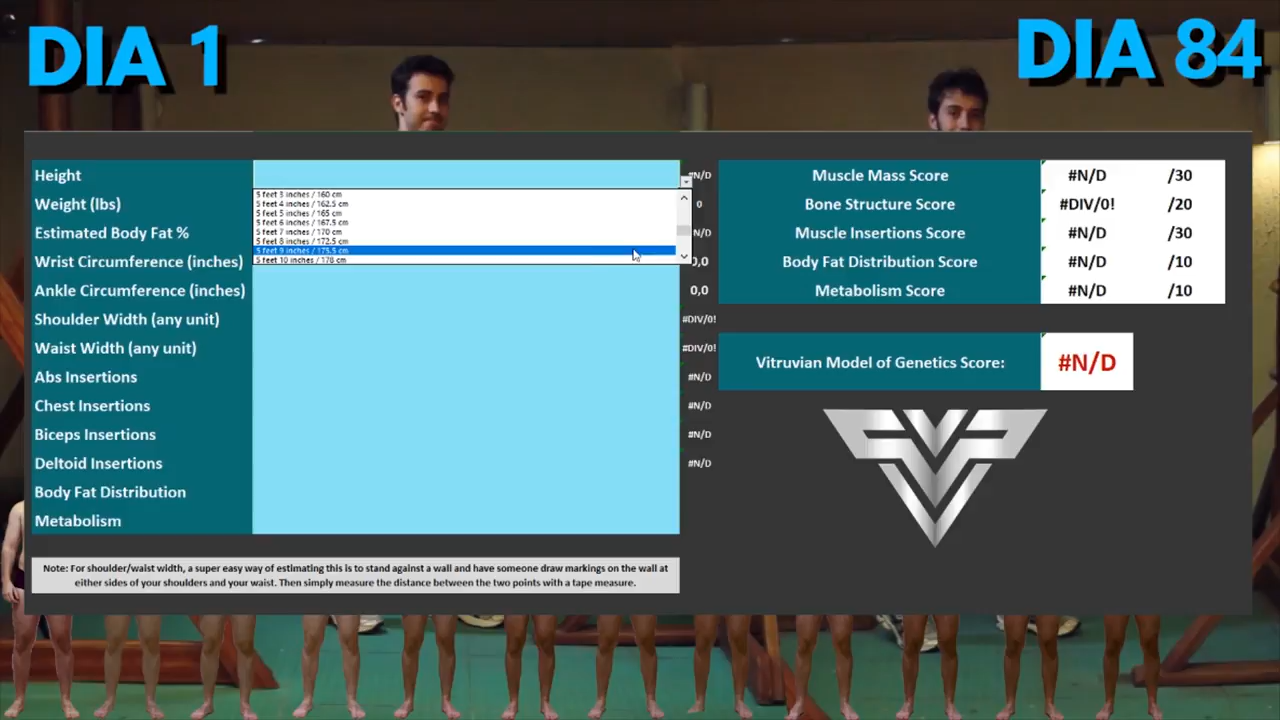 DIA 1
DIA 84
Height
#N/D
5 feet 3 inches / 160 cm
5 feet 4 inches / 162.5 cm
5 feet 5 inches / 165 cm
5 feet 6 inches / 167.5 cm
5 feet 7 inches / 170 cm
5 feet 8 inches / 172.5 cm
5 feet 9 inches / 175.5 cm
5 feet 10 inches / 178 cm
Weight (lbs)
0
Estimated Body Fat %
N/D
Wrist Circumference (inches)
0,0
Ankle Circumference (inches)
0,0
Shoulder Width (any unit)
#DIV/0!
Waist Width (any unit)
#DIV/0!
Abs Insertions
#N/D
Chest Insertions
#N/D
Biceps Insertions
#N/D
Deltoid Insertions
#N/D
Body Fat Distribution
Metabolism
Note: For shoulder/waist width, a super easy way of estimating this is to stand against a wall and have someone draw markings on the wall at
either sides of your shoulders and your waist. Then simply measure the distance between the two points with a tape measure.
Muscle Mass Score #N/D /30
Bone Structure Score #DIV/0! /20
Muscle Insertions Score #N/D /30
Body Fat Distribution Score #N/D /10
Metabolism Score #N/D /10
Vitruvian Model of Genetics Score: #N/D